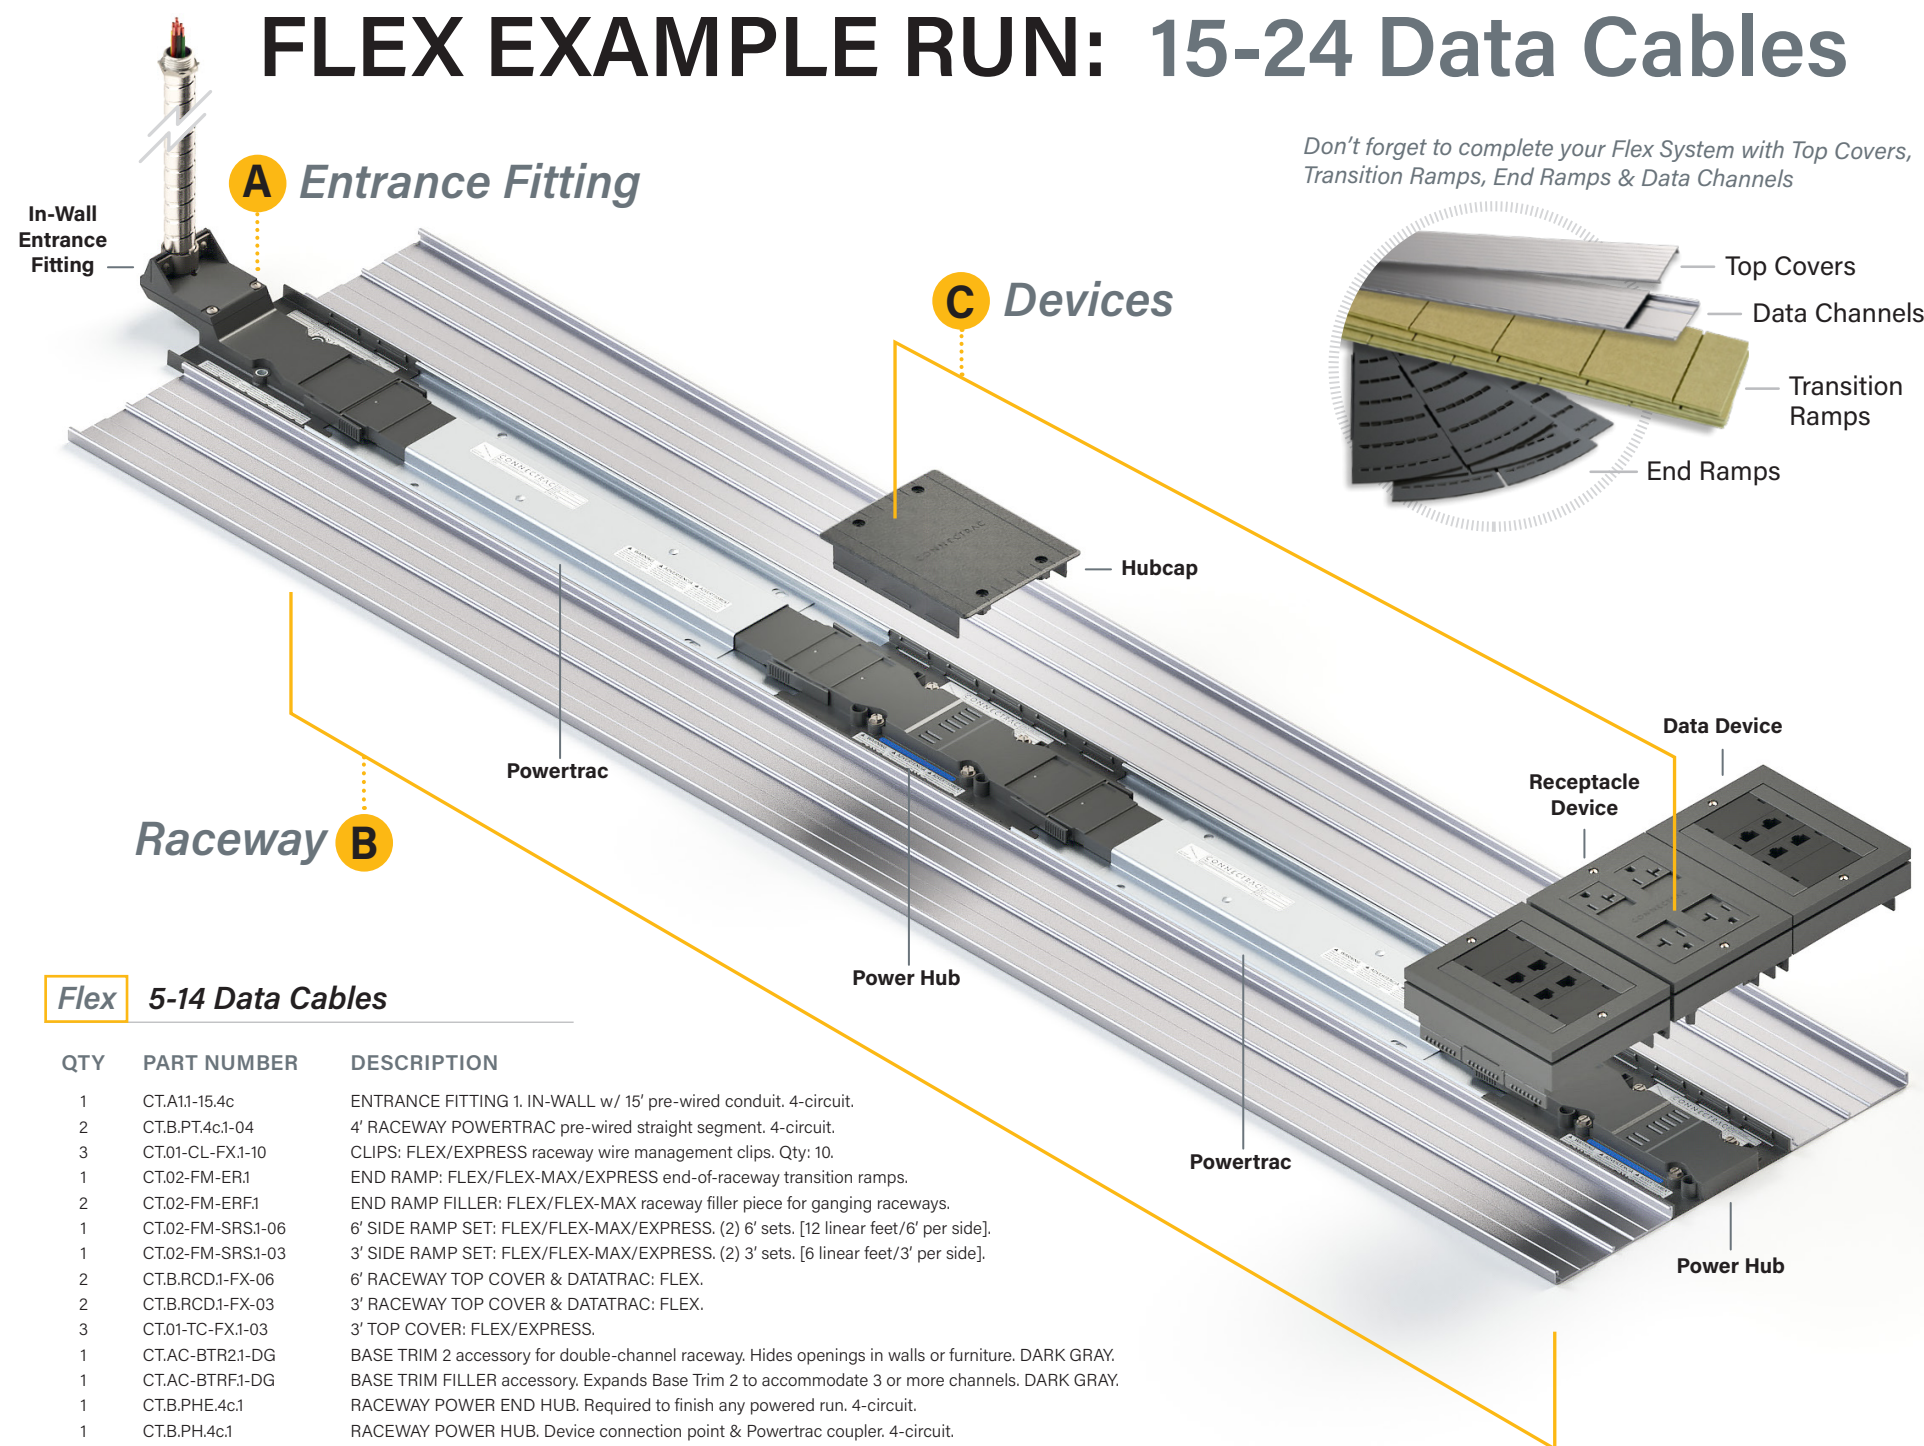 FLEX EXAMPLE RUN: 15-24 Data Cables
Don't forget to complete your Flex System with Top Covers,
Transition Ramps, End Ramps & Data Channels
A Entrance Fitting
In-Wall
Entrance
Fitting
Top Covers
Data Channels
Transition
Ramps
End Ramps
C Devices
CONNECTRAC
Hubcap
CONNECTRAC
Powertrac
Raceway B
CONNECTRAC
Power Hub
CONNECTRAC
Data Device
Receptacle
Device
CONNECTRAC
Powertrac
CONNECTRAC
Power Hub
Flex 5-14 Data Cables
QTY PART NUMBER DESCRIPTION
1 CT.A1.1-15.4c ENTRANCE FITTING 1. IN-WALL w/ 15' pre-wired conduit. 4-circuit.
2 CT.B.PT.4c.1-04 4' RACEWAY POWERTRAC pre-wired straight segment. 4-circuit.
3 CT.01-CL-FX.1-10 CLIPS: FLEX/EXPRESS raceway wire management clips. Qty: 10.
1 CT.02-FM-ER.1 END RAMP: FLEX/FLEX-MAX/EXPRESS end-of-raceway transition ramps.
2 CT.02-FM-ERF.1 END RAMP FILLER: FLEX/FLEX-MAX raceway filler piece for ganging raceways.
1 CT.02-FM-SRS.1-06 6' SIDE RAMP SET: FLEX/FLEX-MAX/EXPRESS. (2) 6' sets. [12 linear feet/6' per side].
1 CT.02-FM-SRS.1-03 3' SIDE RAMP SET: FLEX/FLEX-MAX/EXPRESS. (2) 3' sets. [6 linear feet/3' per side].
2 CT.B.RCD.1-FX-06 6' RACEWAY TOP COVER & DATATRAC: FLEX.
2 CT.B.RCD.1-FX-03 3' RACEWAY TOP COVER & DATATRAC: FLEX.
3 CT.01-TC-FX.1-03 3' TOP COVER: FLEX/EXPRESS.
1 CT.AC-BTR2.1-DG BASE TRIM 2 accessory for double-channel raceway. Hides openings in walls or furniture. DARK GRAY.
1 CT.AC-BTRF.1-DG BASE TRIM FILLER accessory. Expands Base Trim 2 to accommodate 3 or more channels. DARK GRAY.
1 CT.B.PHE.4c.1 RACEWAY POWER END HUB. Required to finish any powered run. 4-circuit.
1 CT.B.PH.4c.1 RACEWAY POWER HUB. Device connection point & Powertrac coupler. 4-circuit.